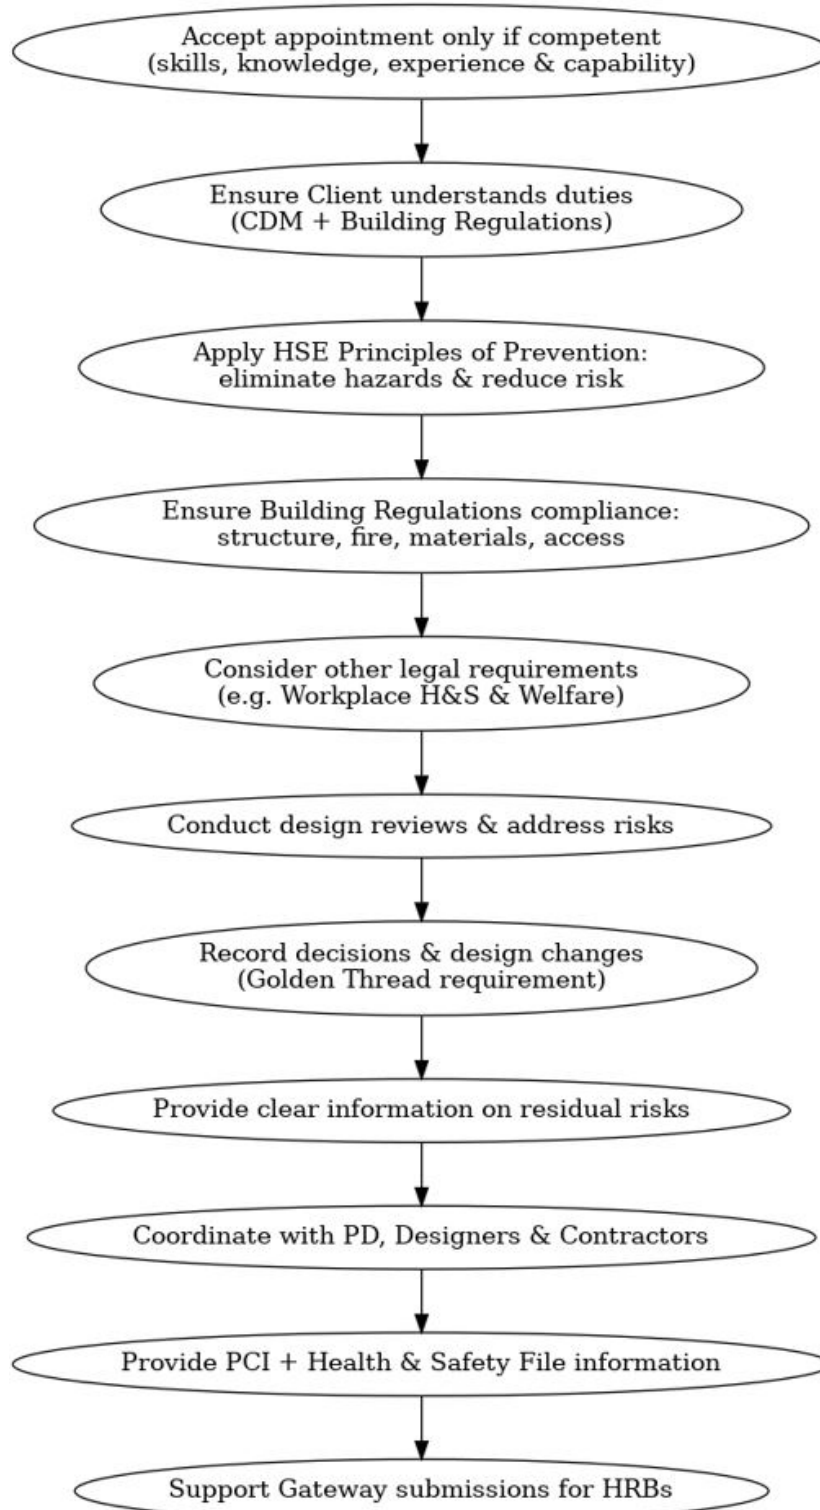 Accept appointment only if competent
(skills, knowledge, experience & capability)
Ensure Client understands duties
(CDM + Building Regulations)
Apply HSE Principles of Prevention:
eliminate hazards & reduce risk
Ensure Building Regulations compliance:
structure, fire, materials, access
Consider other legal requirements
(e.g. Workplace H&S & Welfare)
Conduct design reviews & address risks
Record decisions & design changes
(Golden Thread requirement)
Provide clear information on residual risks
Coordinate with PD, Designers & Contractors
Provide PCI + Health & Safety File information
Support Gateway submissions for HRBs